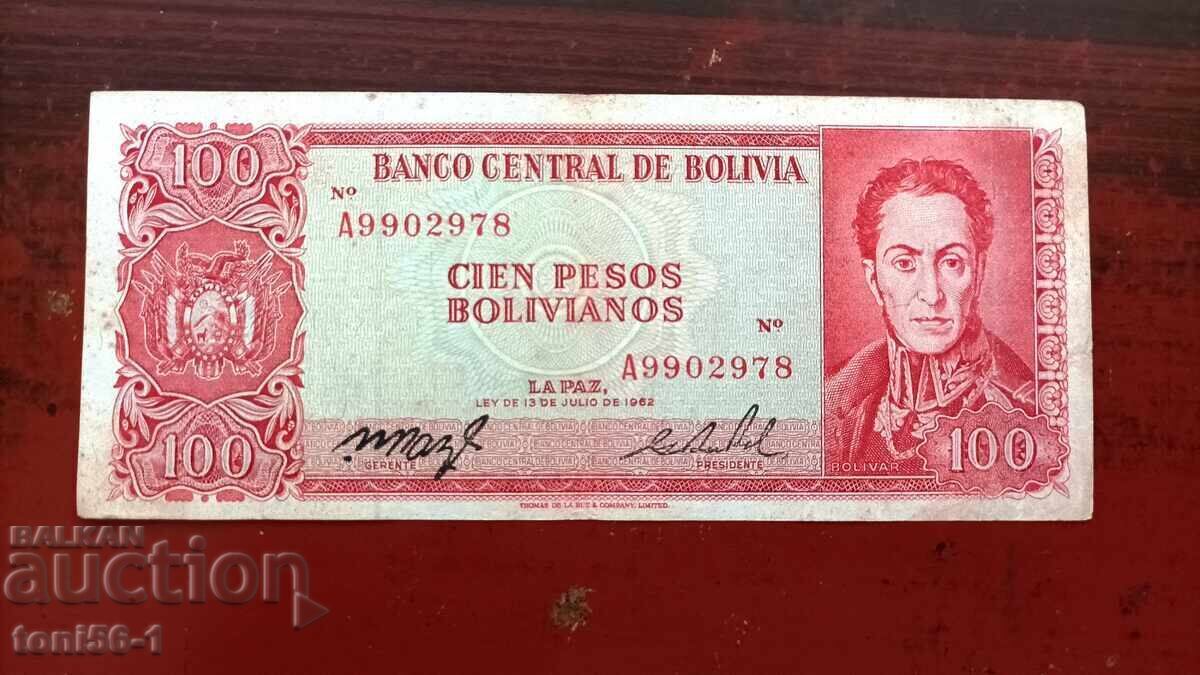 100
BANCO CENTRAL DE BOLIVIA
Nº
A9902978
CIEN PESOS
BOLIVIANOS
Nº
A9902978
LA PAZ,
LEY DE 13 DE JULIO DE 1962
GERENTE
PRESIDENTE
100
BOLIVAR
100
THOMAS DE LA RUE & COMPANY, LIMITED.
BALKAN
auction
toni56-1